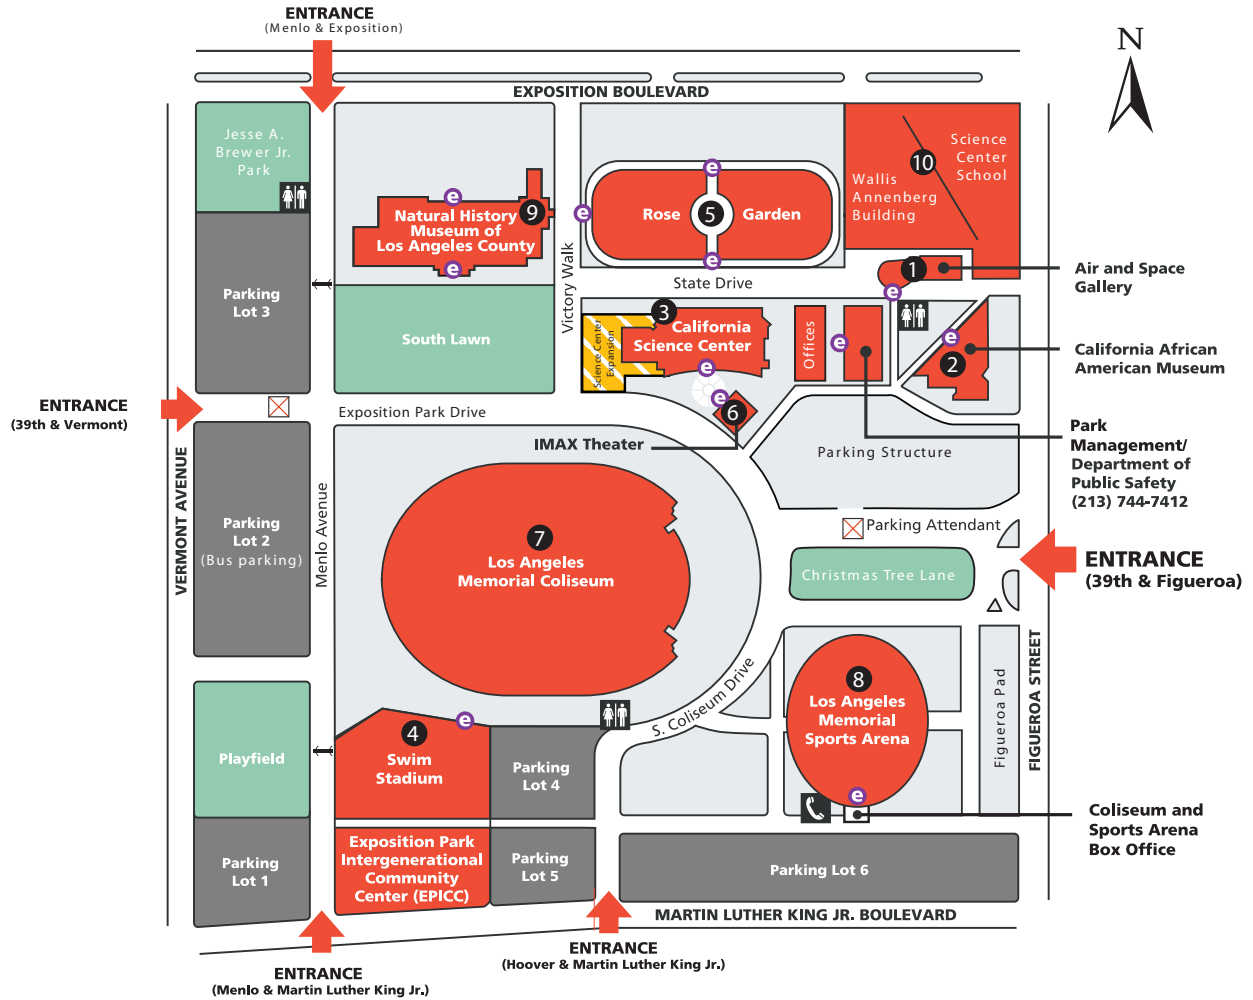 ENTRANCE
(Menlo & Exposition)
N
EXPOSITION BOULEVARD
Jesse A.
Brewer Jr.
Park
Science
Center
School
10
Wallis
Annenberg
Building
e
e
9
Natural History
Museum of
Los Angeles County
e
e
Rose
5
Garden
e
Victory Walk
State Drive
1
e
Air and Space
Gallery
Parking
Lot 3
South Lawn
Science Center
Expansion
3
California
Science Center
e
Offices
e
e
2
California African
American Museum
ENTRANCE
(39th & Vermont)
Exposition Park Drive
e
6
IMAX Theater
Parking Structure
Park
Management/
Department of
Public Safety
(213) 744-7412
VERMONT AVENUE
Parking
Lot 2
(Bus parking)
Menlo Avenue
7
Los Angeles
Memorial Coliseum
Parking Attendant
Christmas Tree Lane
ENTRANCE
(39th & Figueroa)
S. Coliseum Drive
8
Los Angeles
Memorial
Sports Arena
e
Figueroa Pad
FIGUEROA STREET
Playfield
e
4
Swim
Stadium
Parking
Lot 4
Coliseum and
Sports Arena
Box Office
Parking
Lot 1
Exposition Park
Intergenerational
Community
Center (EPICC)
Parking
Lot 5
Parking Lot 6
MARTIN LUTHER KING JR. BOULEVARD
ENTRANCE
(Menlo & Martin Luther King Jr.)
ENTRANCE
(Hoover & Martin Luther King Jr.)